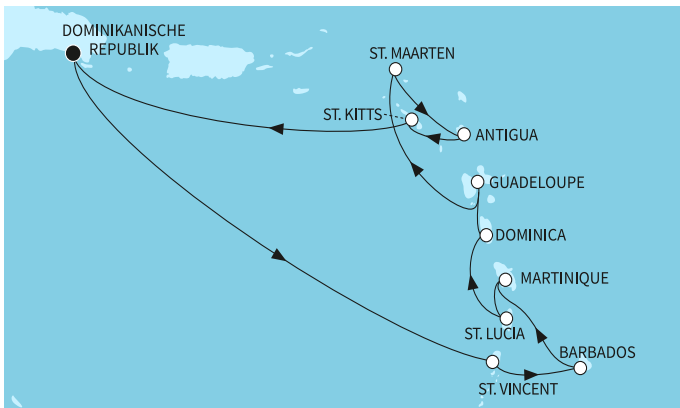 DOMINIKANISCHE
REPUBLIK
ST. MAARTEN
ST. KITTS
ANTIGUA
GUADELOUPE
DOMINICA
MARTINIQUE
ST. LUCIA
BARBADOS
ST. VINCENT